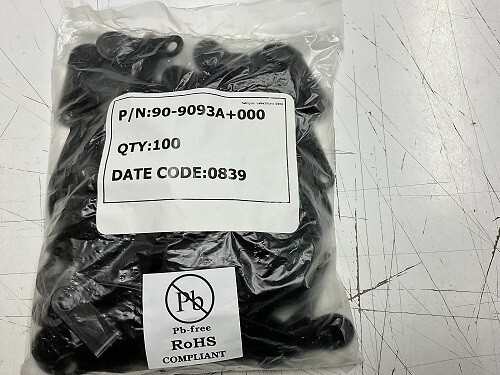 P/N:90-9093A+000
QTY:100
DATE CODE:0839
Pb
Pb-free
RoHS
COMPLIANT